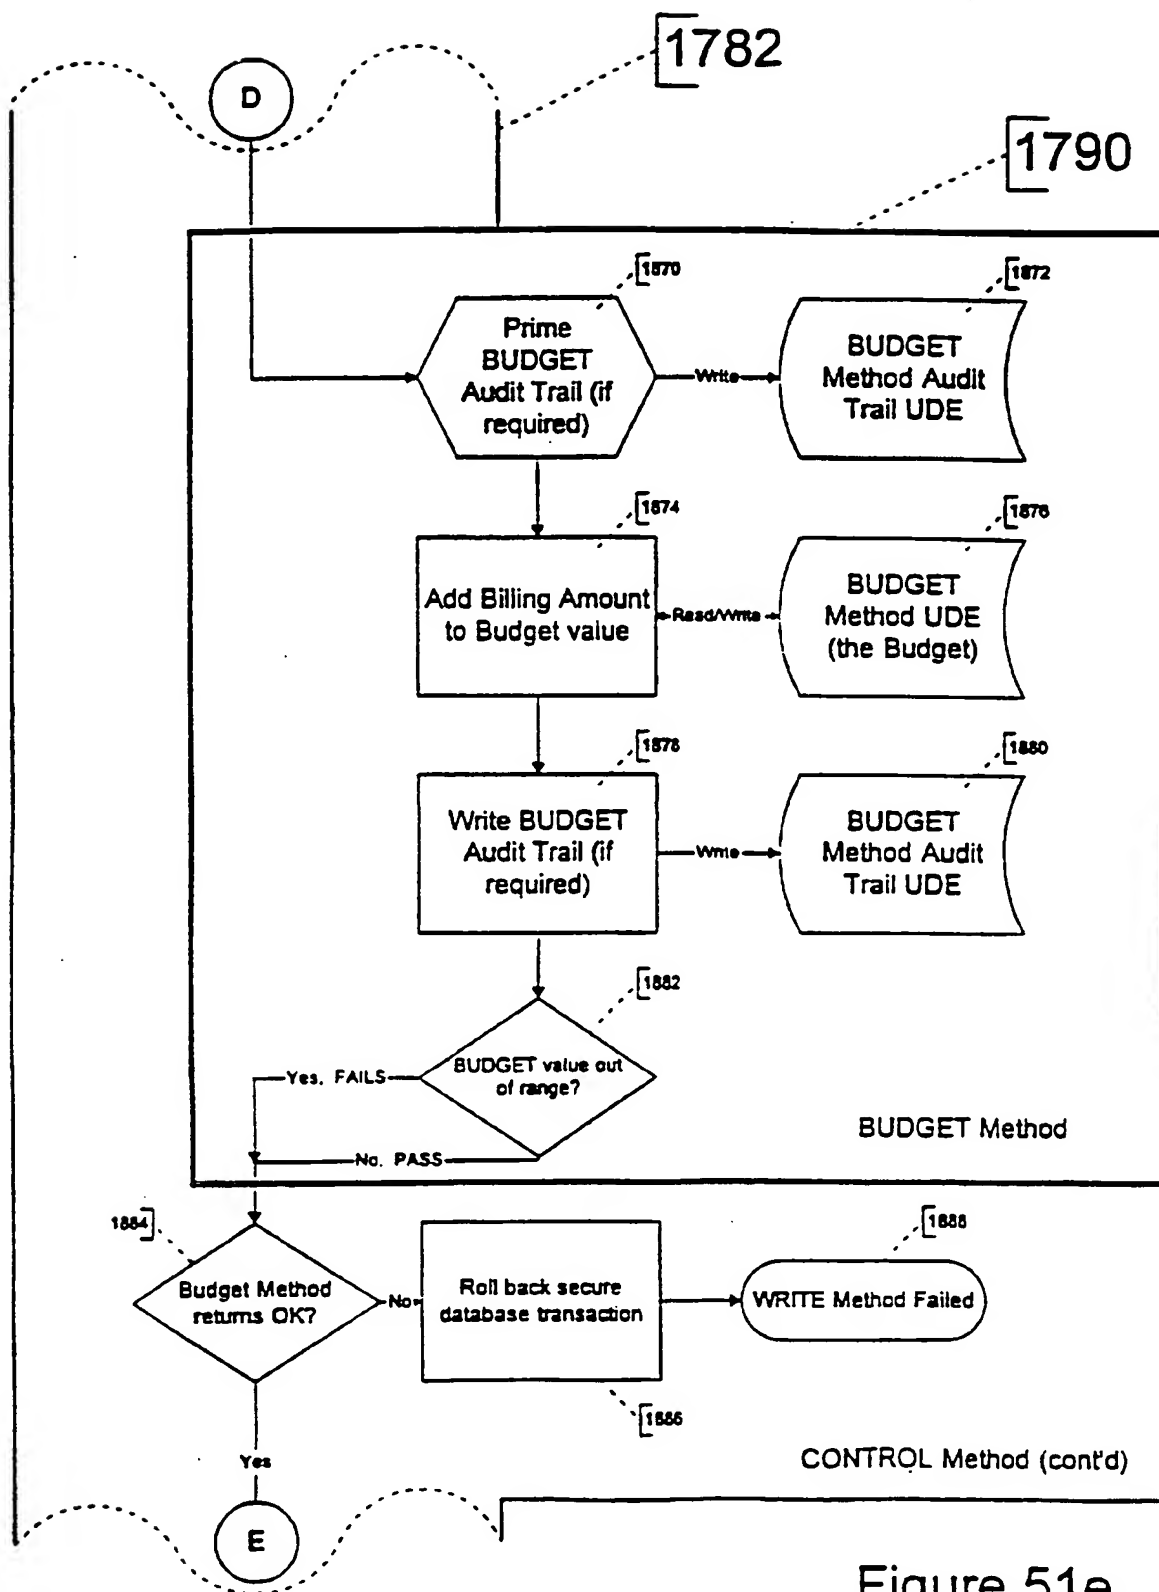 1782
D
1790
1870
1872
Prime
BUDGET
Audit Trail (if
required)
Write
BUDGET
Method Audit
Trail UDE
1874
1876
Add Billing Amount
to Budget value
Read/Write
BUDGET
Method UDE
(the Budget)
1878
1880
Write BUDGET
Audit Trail (if
required)
Write
BUDGET
Method Audit
Trail UDE
1882
BUDGET value out
of range?
Yes, FAILS
No, PASS
BUDGET Method
1884
1888
Budget Method
returns OK?
No
Roll back secure
database transaction
WRITE Method Failed
1886
Yes
CONTROL Method (cont'd)
E
Figure 51e